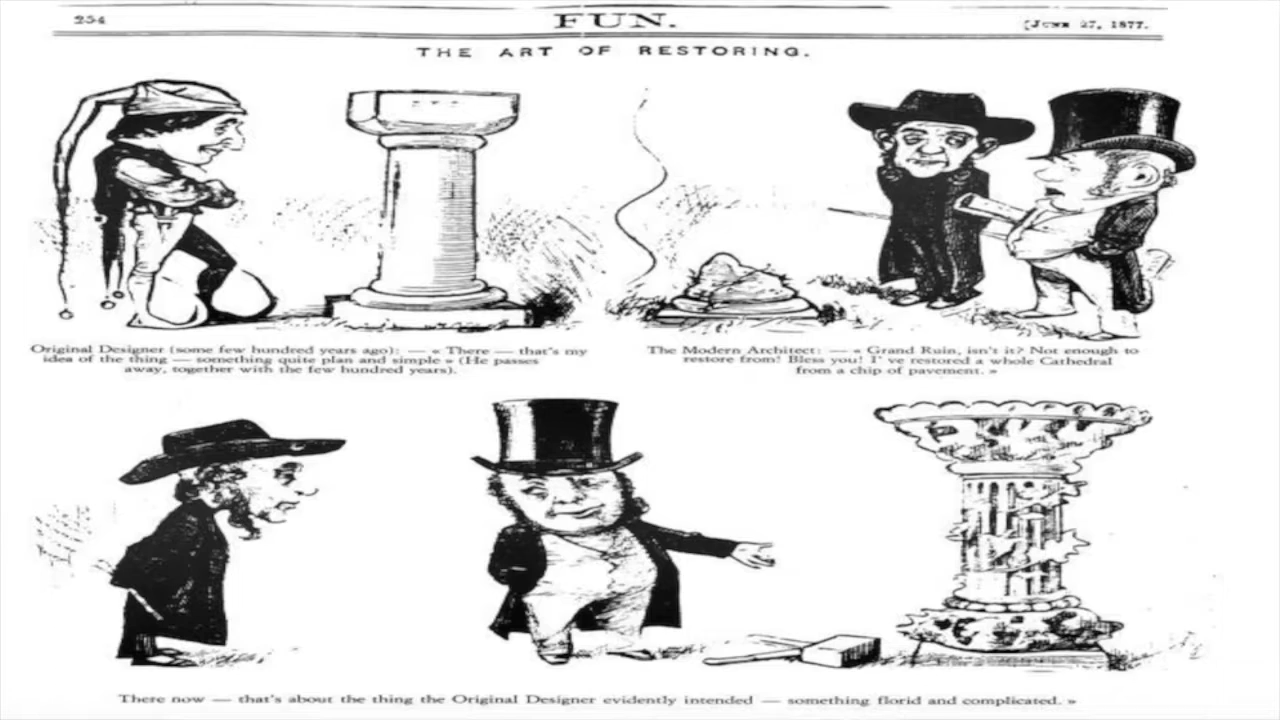 254
FUN.
[JUNE 27, 1877.
THE ART OF RESTORING.
Original Designer (some few hundred years ago): — « There — that's my
idea of the thing — something quite plan and simple » (He passes
away, together with the few hundred years).
The Modern Architect: — « Grand Ruin, isn't it? Not enough to
restore from! Bless you! I' ve restored a whole Cathedral
from a chip of pavement. »
There now — that's about the thing the Original Designer evidently intended — something florid and complicated. »